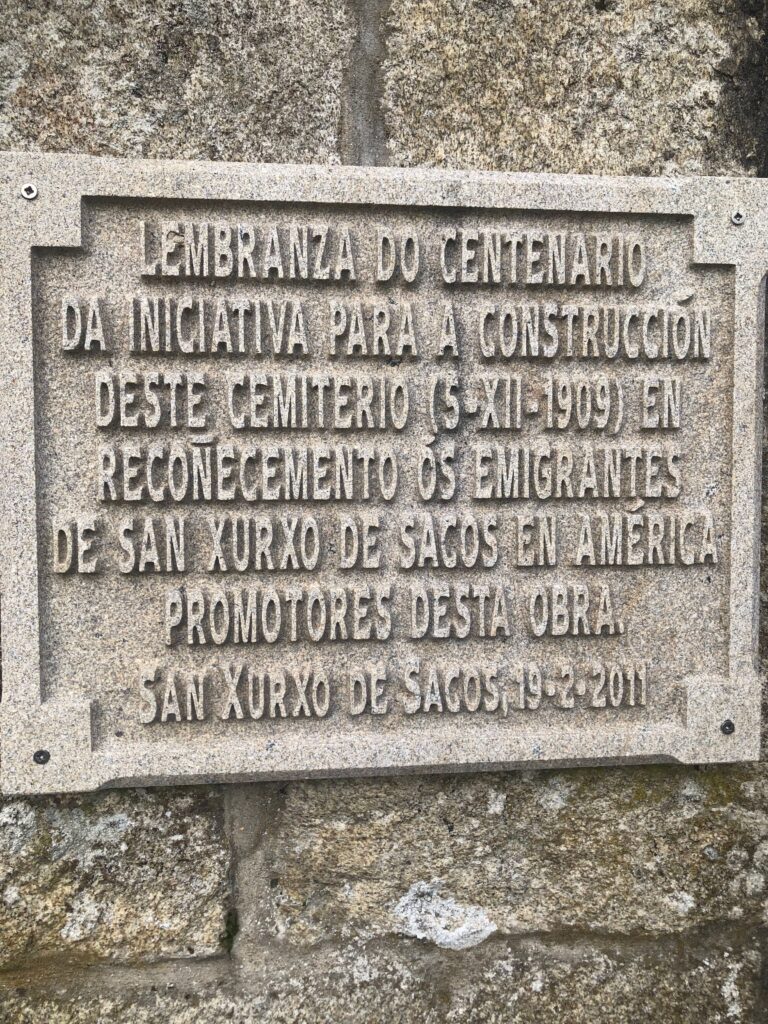 LEMBRANZA DO CENTENARIO
DA INICIATIVA PARA A CONSTRUCCIÓN
DESTE CEMITERIO (5-XII-1909) EN
RECOÑECEMENTO ÓS EMIGRANTES
DE SAN XURXO DE SACOS EN AMÉRICA
PROMOTORES DESTA OBRA.
SAN XURXO DE SACOS, 19-2-2011